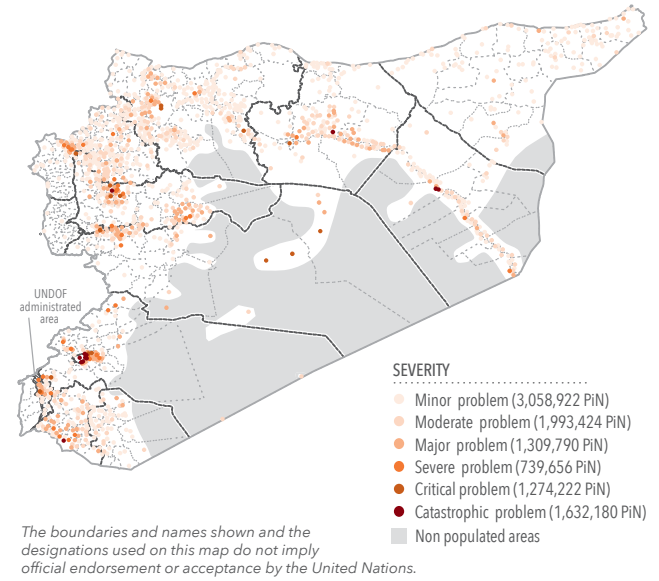 UNDOF
administrated
area
SEVERITY
Minor problem (3,058,922 PiN)
Moderate problem (1,993,424 PiN)
Major problem (1,309,790 PiN)
Severe problem (739,656 PiN)
Critical problem (1,274,222 PiN)
Catastrophic problem (1,632,180 PiN)
Non populated areas
The boundaries and names shown and the
designations used on this map do not imply
official endorsement or acceptance by the United Nations.